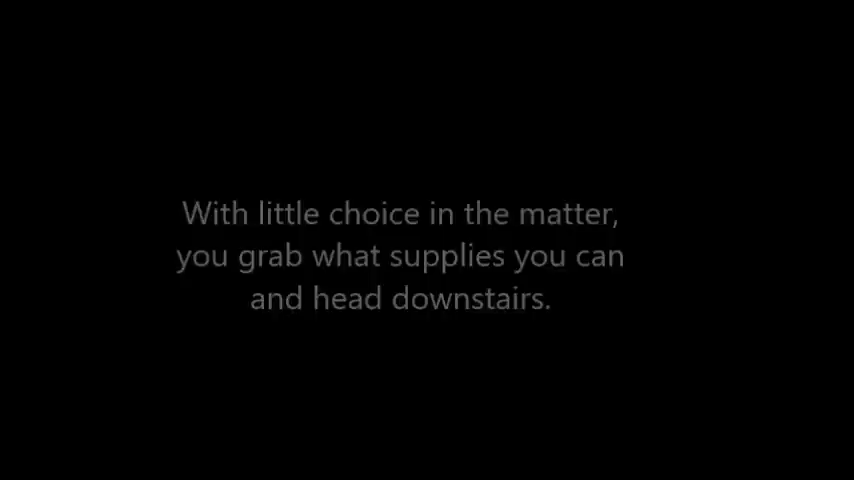 With little choice in the matter,
you grab what supplies you can
and head downstairs.